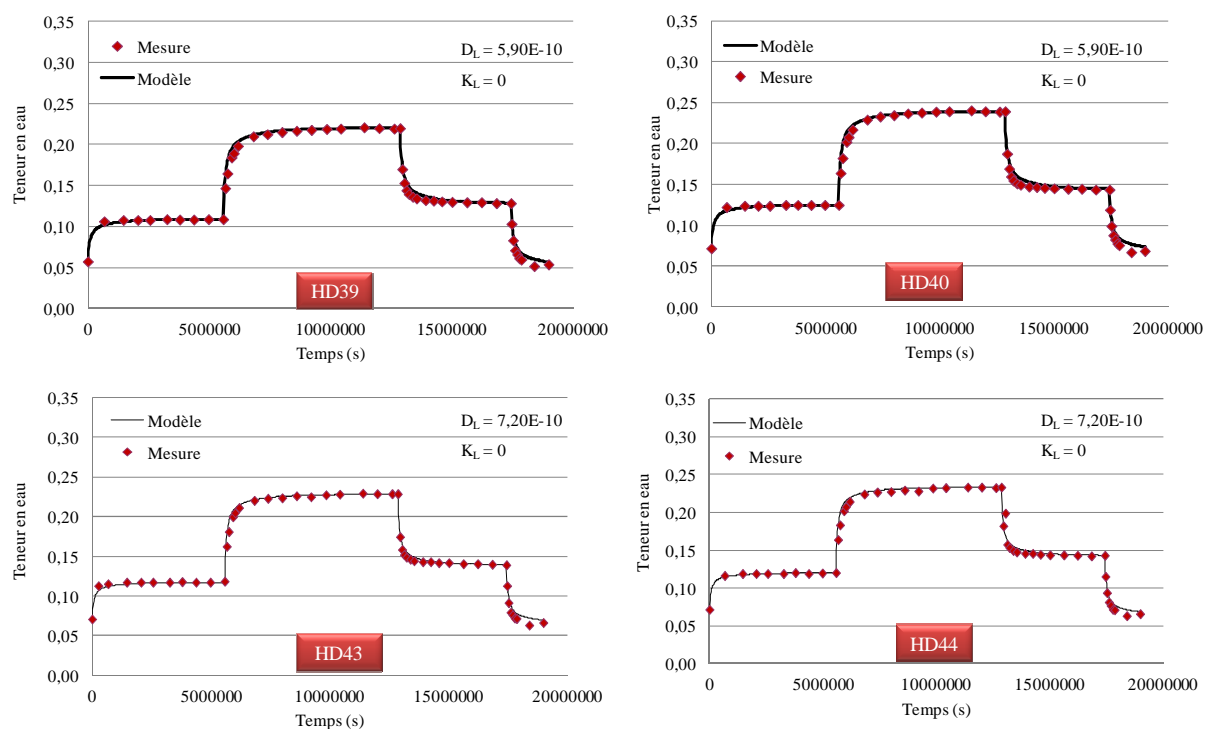 0,35
0,30
0,25
0,20
0,15
0,10
0,05
0,00
Teneur en eau
Mesure
Modèle
D_L = 5,90E-10
K_L = 0
HD39
0 5000000 10000000 15000000 20000000
Temps (s)
0,35
0,30
0,25
0,20
0,15
0,10
0,05
0,00
Teneur en eau
Modèle
Mesure
D_L = 5,90E-10
K_L = 0
HD40
0 5000000 10000000 15000000 20000000
Temps (s)
0,35
0,30
0,25
0,20
0,15
0,10
0,05
0,00
Teneur en eau
Modèle
Mesure
D_L = 7,20E-10
K_L = 0
HD43
0 5000000 10000000 15000000 20000000
Temps (s)
0,35
0,30
0,25
0,20
0,15
0,10
0,05
0,00
Teneur en eau
Modèle
Mesure
D_L = 7,20E-10
K_L = 0
HD44
0 5000000 10000000 15000000 20000000
Temps (s)